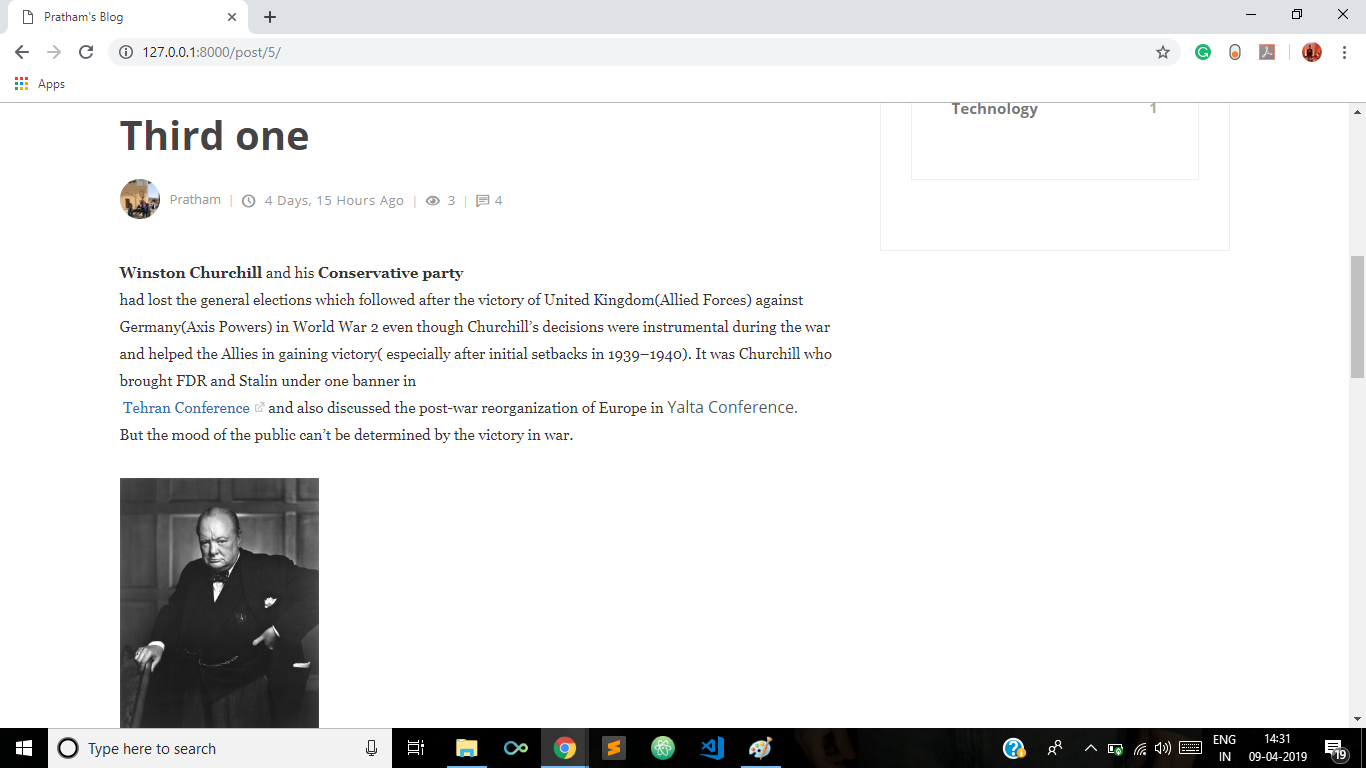 Pratham's Blog
127.0.0.1:8000/post/5/
Apps
Third one
Pratham | 4 Days, 15 Hours Ago | 3 | 4
Technology 1
Winston Churchill and his Conservative party
had lost the general elections which followed after the victory of United Kingdom(Allied Forces) against
Germany(Axis Powers) in World War 2 even though Churchill’s decisions were instrumental during the war
and helped the Allies in gaining victory( especially after initial setbacks in 1939–1940). It was Churchill who
brought FDR and Stalin under one banner in
Tehran Conference and also discussed the post-war reorganization of Europe in Yalta Conference.
But the mood of the public can’t be determined by the victory in war.
Type here to search
ENG
IN
14:31
09-04-2019
19